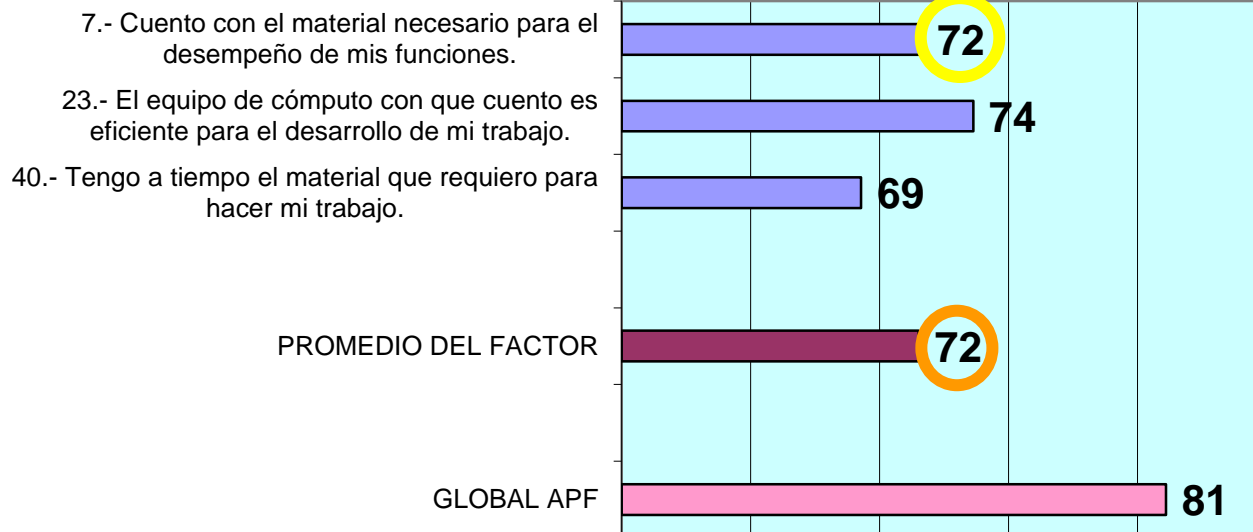 7.- Cuento con el material necesario para el
desempeño de mis funciones.
72
23.- El equipo de cómputo con que cuento es
eficiente para el desarrollo de mi trabajo.
74
40.- Tengo a tiempo el material que requiero para
hacer mi trabajo.
69
PROMEDIO DEL FACTOR
72
GLOBAL APF
81